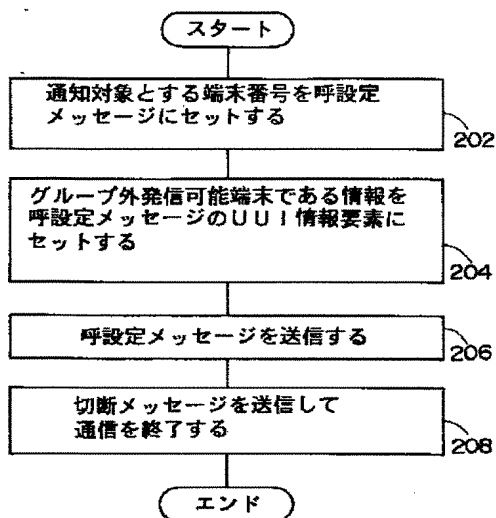 スタート
通知対象とする端末番号を呼設定
メッセージにセットする
202
グループ外発信可能端末である情報を
呼設定メッセージのUUI情報要素に
セットする
204
呼設定メッセージを送信する
206
切断メッセージを送信して
通信を終了する
208
エンド